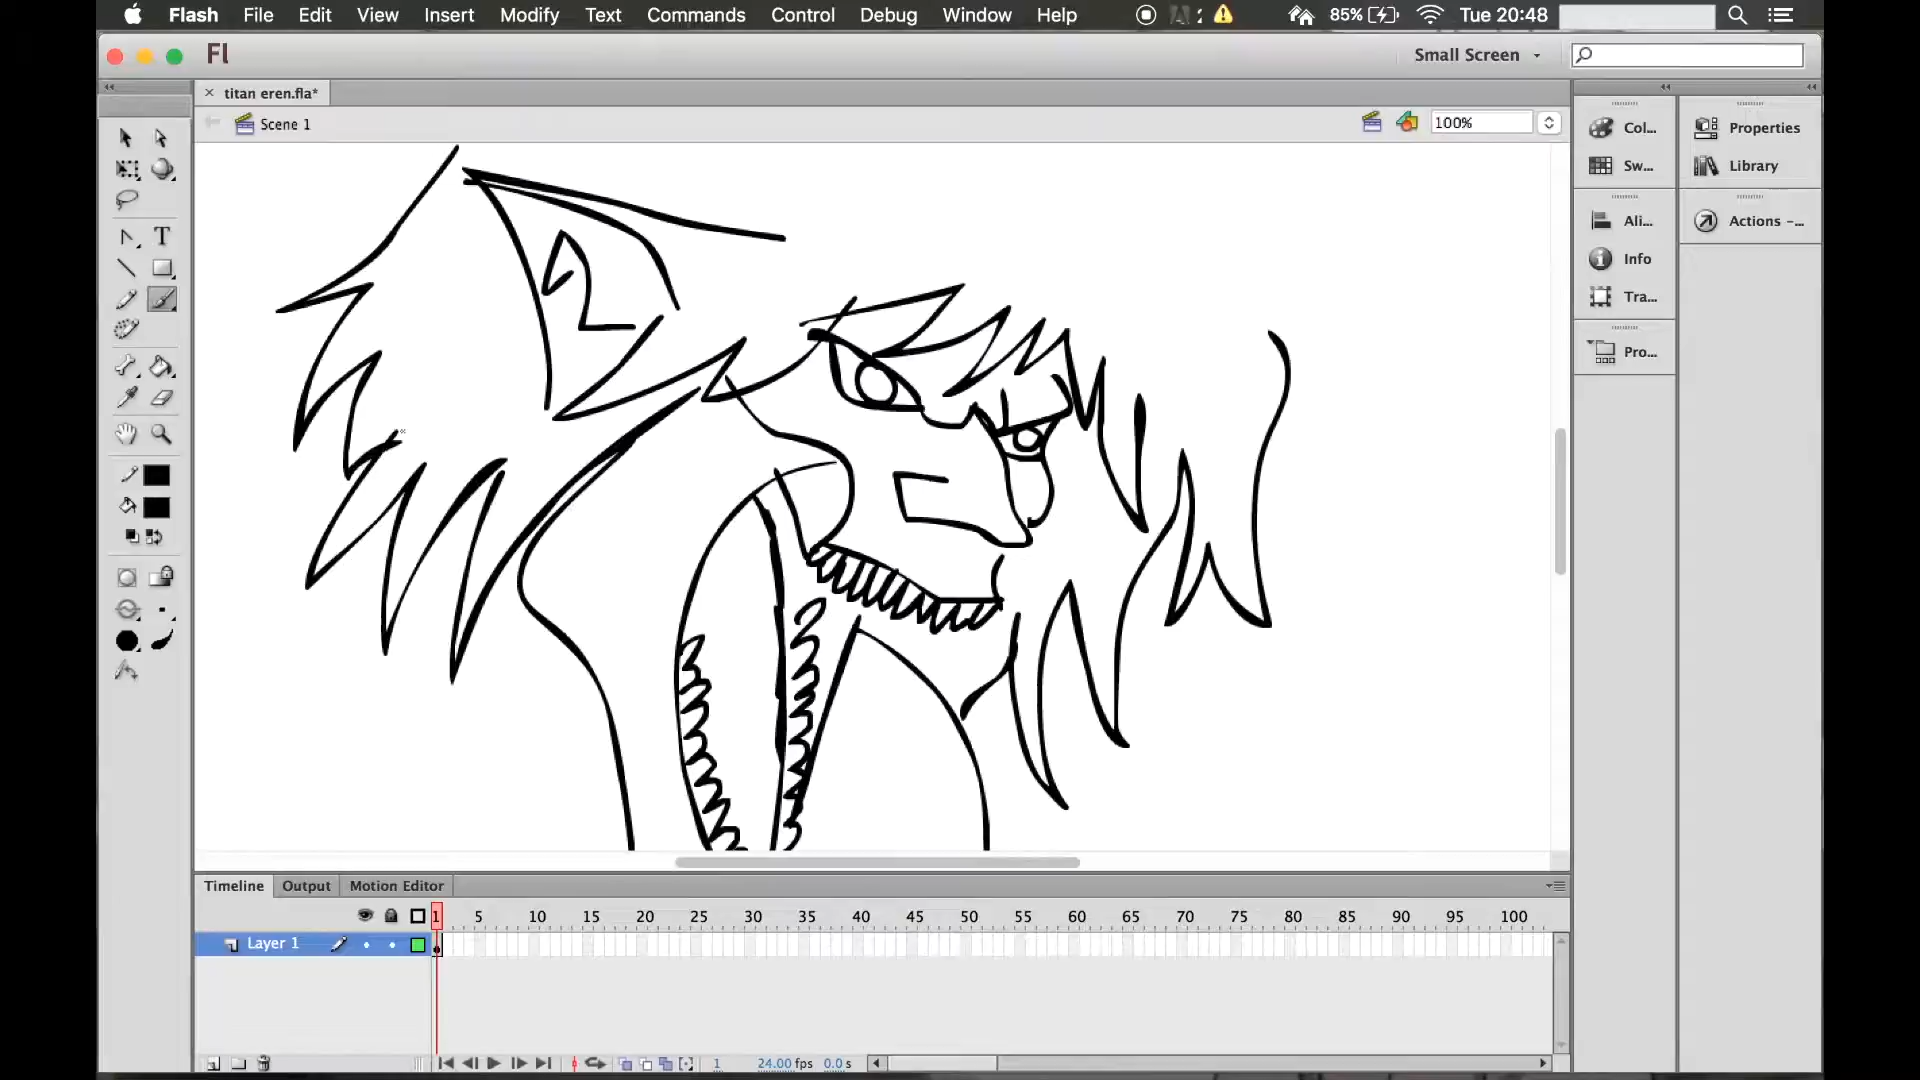 Flash File Edit View Insert Modify Text Commands Control Debug Window Help 85% Tue 20:48
Fl Small Screen
titan eren.fla*
Scene 1 100%
Col... Properties
Sw... Library
T
Ali... Actions -...
Info
Tra...
Pro...
Timeline Output Motion Editor
1 5 10 15 20 25 30 35 40 45 50 55 60 65 70 75 80 85 90 95 100
Layer 1
1 24.00 fps 0.0 s